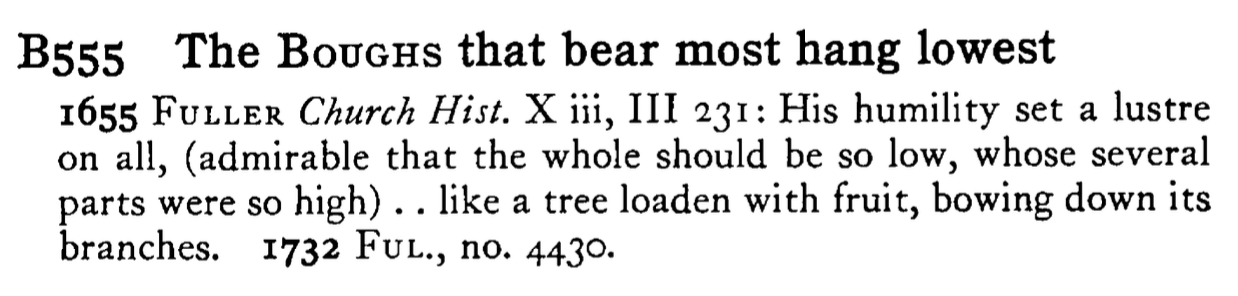 B555 The BOUGHS that bear most hang lowest
1655 FULLER Church Hist. X iii, III 231: His humility set a lustre
on all, (admirable that the whole should be so low, whose several
parts were so high) . . like a tree loaden with fruit, bowing down its
branches. 1732 FUL., no. 4430.